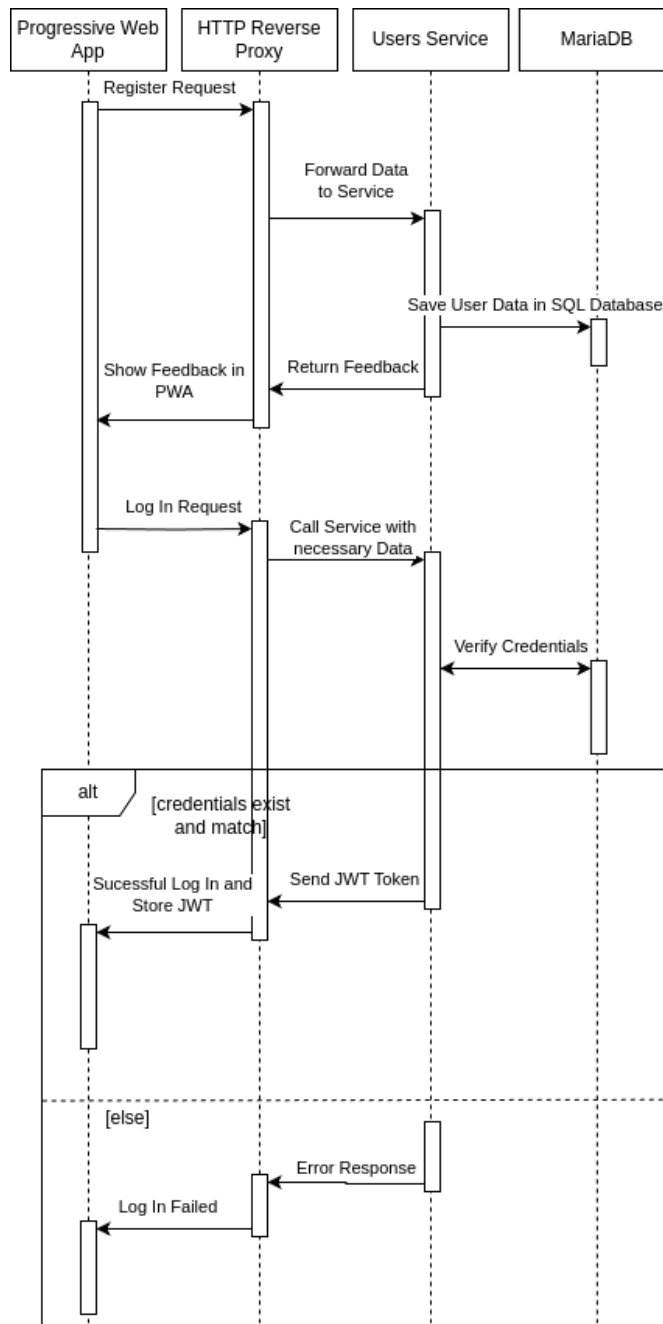 Progressive Web
App
HTTP Reverse
Proxy
Users Service
MariaDB
Register Request
Forward Data
to Service
Save User Data in SQL Database
Return Feedback
Show Feedback in
PWA
Log In Request
Call Service with
necessary Data
Verify Credentials
alt
[credentials exist
and match]
Send JWT Token
Sucessful Log In and
Store JWT
[else]
Error Response
Log In Failed